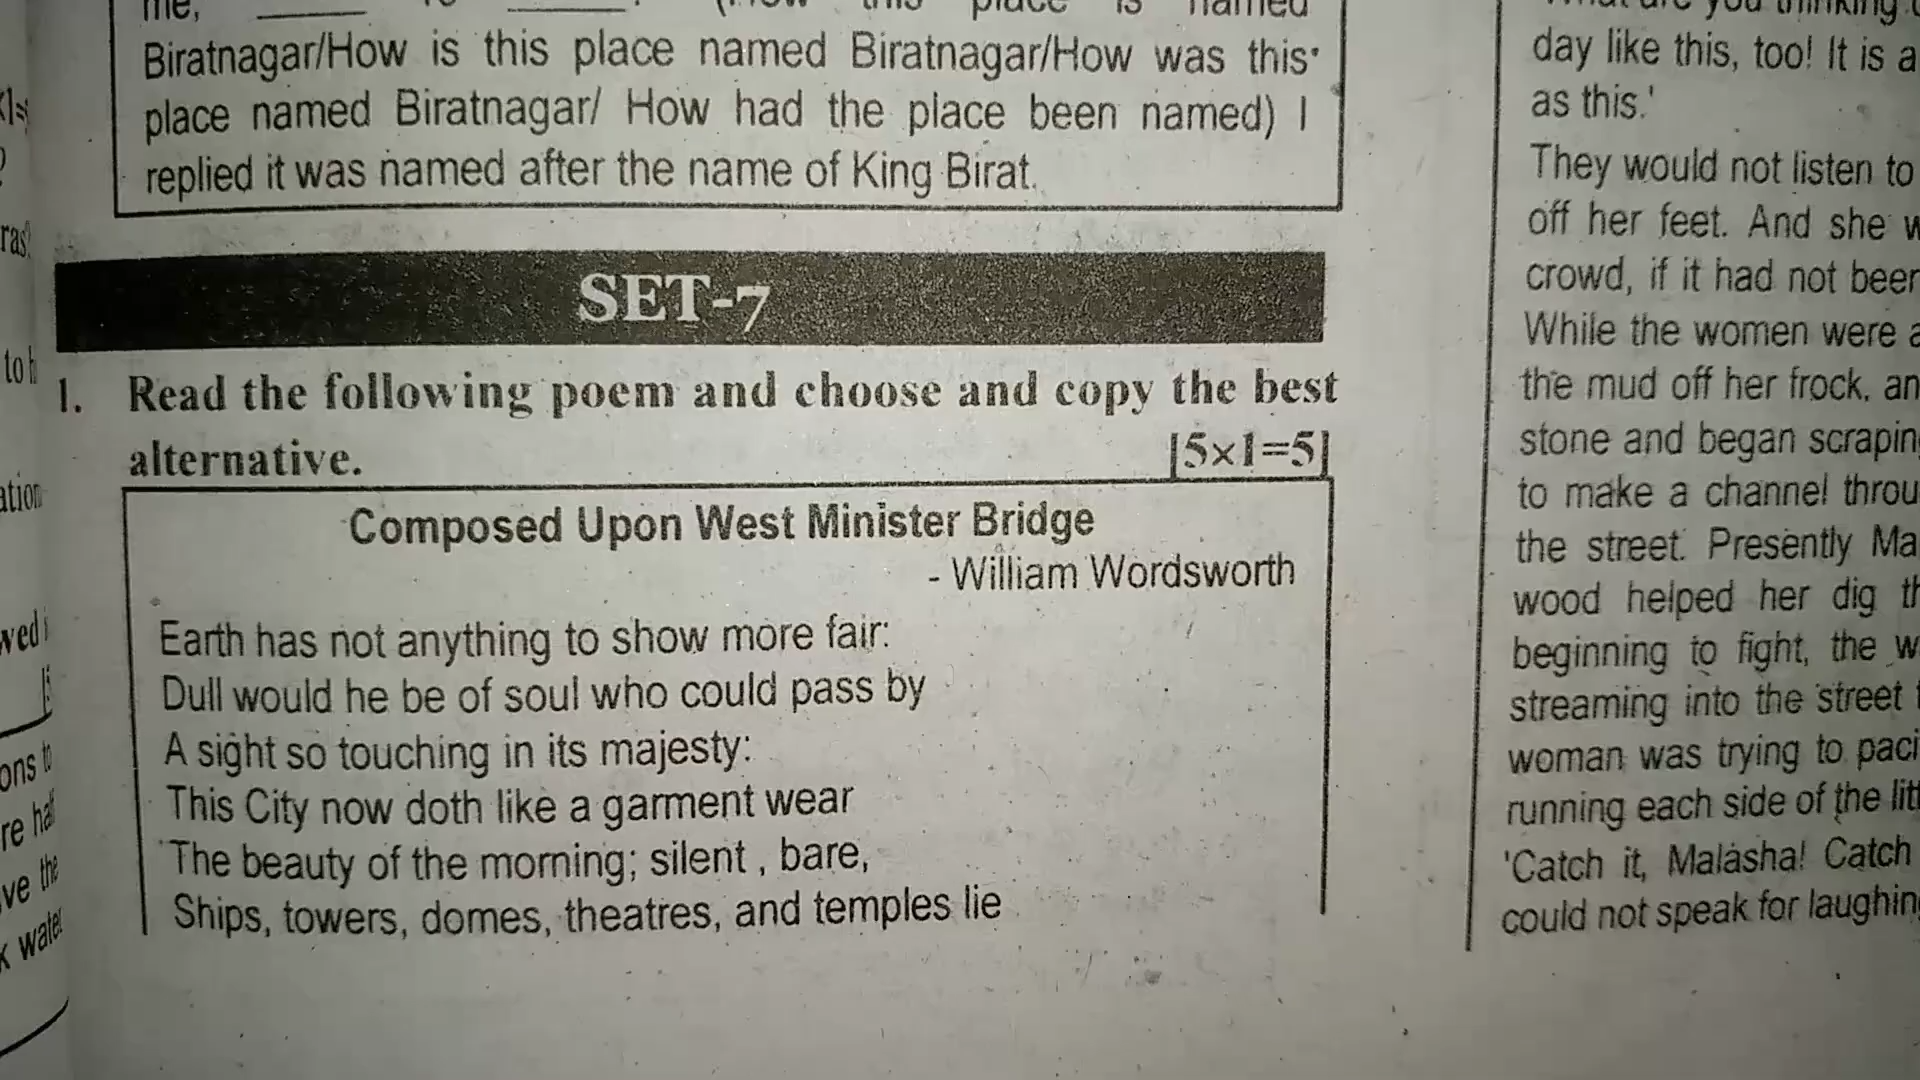 me,
Biratnagar/How is this place named Biratnagar/How was this
place named Biratnagar/ How had the place been named) I
replied it was named after the name of King Birat.
SET-7
1. Read the following poem and choose and copy the best
alternative. [5×1=5]
Composed Upon West Minister Bridge
- William Wordsworth
Earth has not anything to show more fair:
Dull would he be of soul who could pass by
A sight so touching in its majesty:
This City now doth like a garment wear
The beauty of the morning; silent , bare,
Ships, towers, domes, theatres, and temples lie
day like this, too! It is a
as this.'
They would not listen to
off her feet. And she w
crowd, if it had not been
While the women were a
the mud off her frock, an
stone and began scraping
to make a channel throu
the street. Presently Ma
wood helped her dig th
beginning to fight, the w
streaming into the street
woman was trying to paci
running each side of the litt
'Catch it, Malasha! Catch
could not speak for laughing